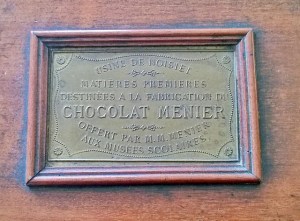 USINE DE NOISIEL
MATIÈRES PREMIÈRES
DESTINÉES A LA FABRICATION DU
CHOCOLAT MENIER
OFFERT PAR M.M. MENIER
AUX MUSÉES SCOLAIRES